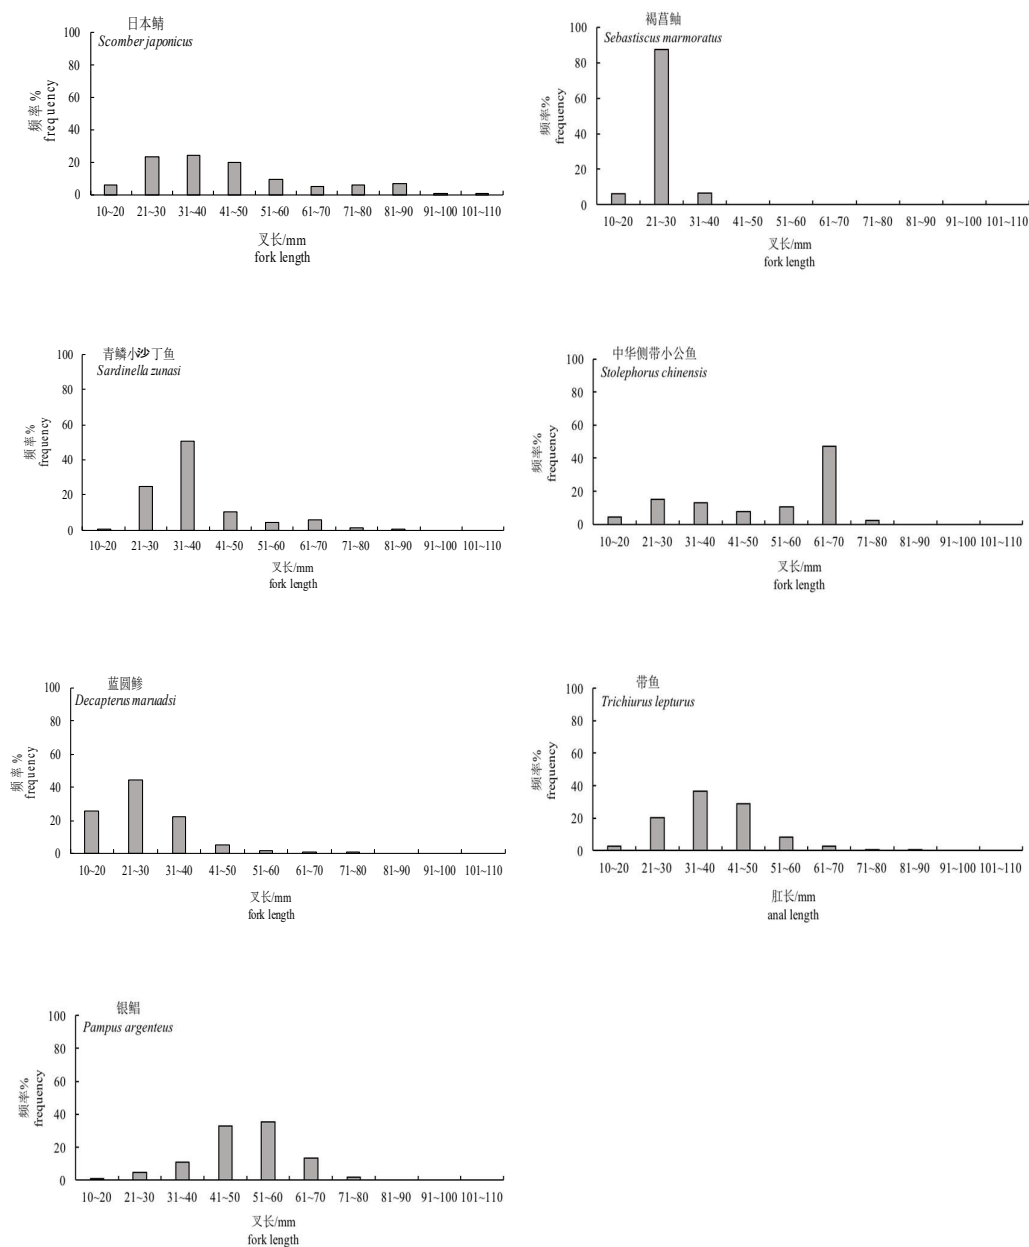 日本鲭
Scomber japonicus
100
80
60
40
20
0
频率%
frequency
10~20 21~30 31~40 41~50 51~60 61~70 71~80 81~90 91~100 101~110
叉长/mm
fork length
褐菖鲉
Sebastiscus marmoratus
100
80
60
40
20
0
频率%
frequency
10~20 21~30 31~40 41~50 51~60 61~70 71~80 81~90 91~100 101~110
叉长/mm
fork length
青鳞小沙丁鱼
Sardinella zunasi
100
80
60
40
20
0
频率%
frequency
10~20 21~30 31~40 41~50 51~60 61~70 71~80 81~90 91~100 101~110
叉长/mm
fork length
中华侧带小公鱼
Stolephorus chinensis
100
80
60
40
20
0
频率%
frequency
10~20 21~30 31~40 41~50 51~60 61~70 71~80 81~90 91~100 101~110
叉长/mm
fork length
蓝圆鲹
Decapterus maruadsi
100
80
60
40
20
0
频率%
frequency
10~20 21~30 31~40 41~50 51~60 61~70 71~80 81~90 91~100 101~110
叉长/mm
fork length
带鱼
Trichiurus lepturus
100
80
60
40
20
0
频率%
frequency
10~20 21~30 31~40 41~50 51~60 61~70 71~80 81~90 91~100 101~110
肛长/mm
anal length
银鲳
Pampus argenteus
100
80
60
40
20
0
频率%
frequency
10~20 21~30 31~40 41~50 51~60 61~70 71~80 81~90 91~100 101~110
叉长/mm
fork length